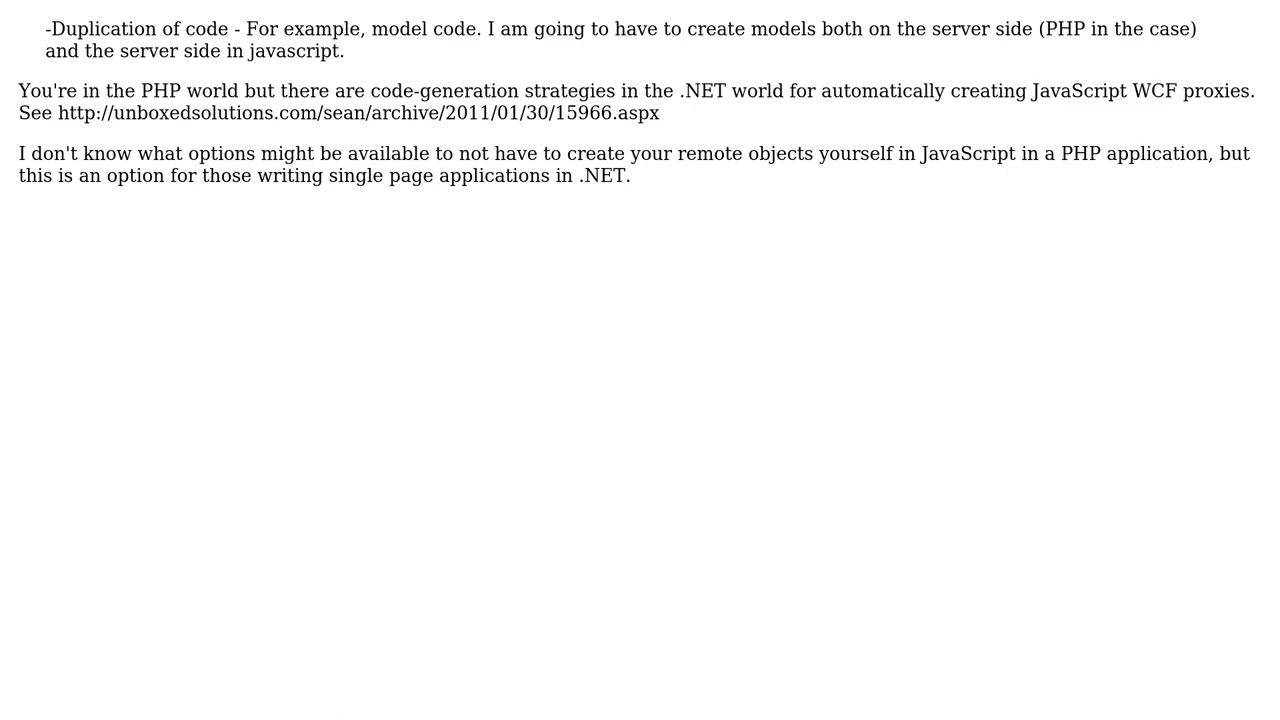 -Duplication of code - For example, model code. I am going to have to create models both on the server side (PHP in the case)
and the server side in javascript.
You're in the PHP world but there are code-generation strategies in the .NET world for automatically creating JavaScript WCF proxies.
See http://unboxedsolutions.com/sean/archive/2011/01/30/15966.aspx
I don't know what options might be available to not have to create your remote objects yourself in JavaScript in a PHP application, but
this is an option for those writing single page applications in .NET.